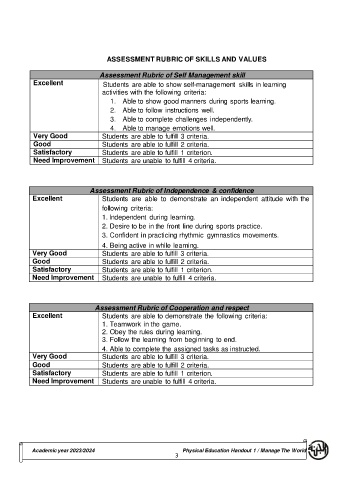 ASSESSMENT RUBRIC OF SKILLS AND VALUES
Assessment Rubric of Self Management skill
Excellent
Students are able to show self-management skills in learning
activities with the following criteria:
1. Able to show good manners during sports learning.
2. Able to follow instructions well.
3. Able to complete challenges independently.
4. Able to manage emotions well.
Very Good Students are able to fulfill 3 criteria.
Good Students are able to fulfill 2 criteria.
Satisfactory Students are able to fulfill 1 criterion.
Need Improvement Students are unable to fulfill 4 criteria.
Assessment Rubric of Independence & confidence
Excellent Students are able to demonstrate an independent attitude with the
following criteria:
1. Independent during learning.
2. Desire to be in the front line during sports practice.
3. Confident in practicing rhythmic gymnastics movements.
4. Being active in while learning.
Very Good Students are able to fulfill 3 criteria.
Good Students are able to fulfill 2 criteria.
Satisfactory Students are able to fulfill 1 criterion.
Need Improvement Students are unable to fulfill 4 criteria.
Assessment Rubric of Cooperation and respect
Excellent Students are able to demonstrate the following criteria:
1. Teamwork in the game.
2. Obey the rules during learning.
3. Follow the learning from beginning to end.
4. Able to complete the assigned tasks as instructed.
Very Good Students are able to fulfill 3 criteria.
Good Students are able to fulfill 2 criteria.
Satisfactory Students are able to fulfill 1 criterion.
Need Improvement Students are unable to fulfill 4 criteria.
Academic year 2023/2024 Physical Education Handout 1 / Manage The World
3